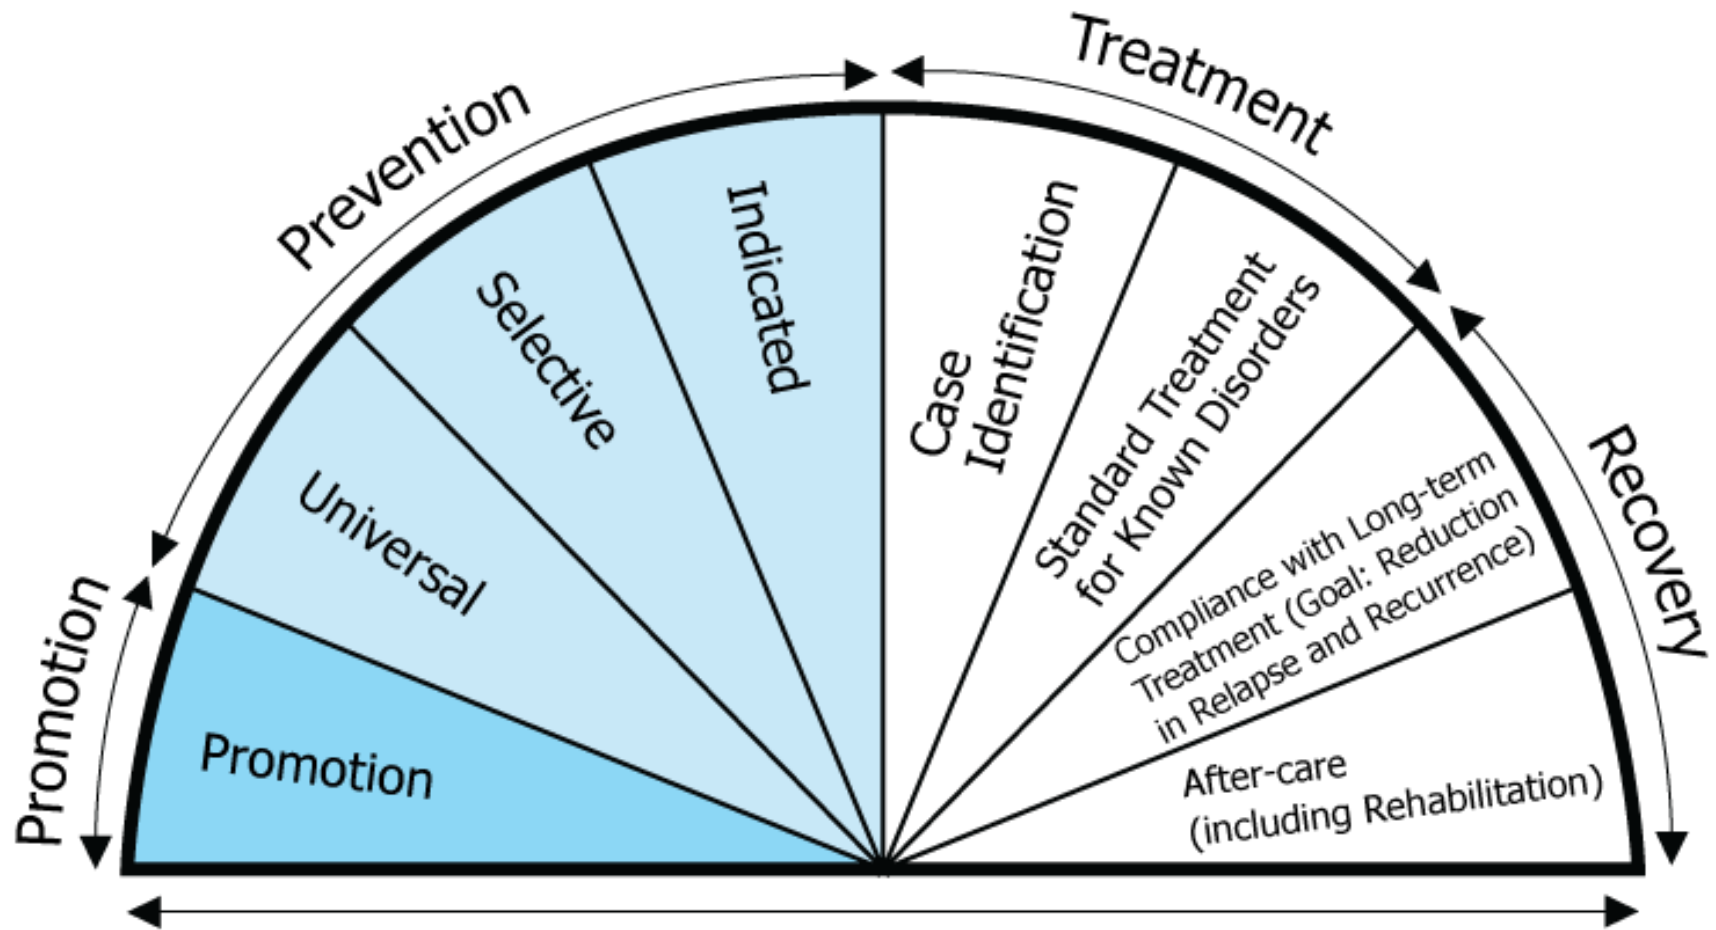 Promotion
Prevention
Treatment
Recovery
Promotion
Universal
Selective
Indicated
Case
Identification
Standard Treatment
for Known Disorders
Compliance with Long-term
Treatment (Goal: Reduction
in Relapse and Recurrence)
After-care
(including Rehabilitation)